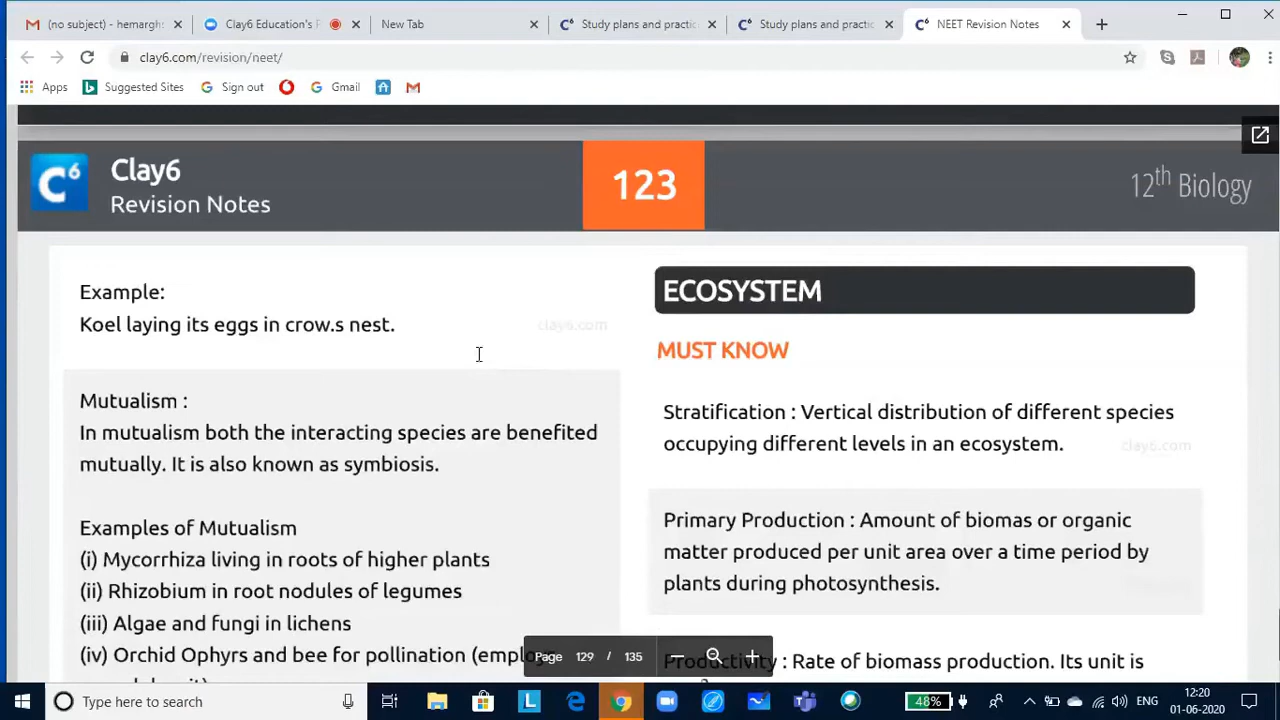 (no subject) - hemarghs
Clay6 Education's P
New Tab
Study plans and practic
Study plans and practic
NEET Revision Notes
clay6.com/revision/neet/
Apps
Suggested Sites
Sign out
Gmail
Clay6
Revision Notes
123
12th Biology
Example:
Koel laying its eggs in crow.s nest.
clay6.com
Mutualism :
In mutualism both the interacting species are benefited
mutually. It is also known as symbiosis.
Examples of Mutualism
(i) Mycorrhiza living in roots of higher plants
(ii) Rhizobium in root nodules of legumes
(iii) Algae and fungi in lichens
(iv) Orchid Ophyrs and bee for pollination
ECOSYSTEM
MUST KNOW
Stratification : Vertical distribution of different species
occupying different levels in an ecosystem.
clay6.com
Primary Production : Amount of biomas or organic
matter produced per unit area over a time period by
plants during photosynthesis.
Productivity : Rate of biomass production. Its unit is
Page 129 / 135
Type here to search
48%
ENG
12:20
01-06-2020